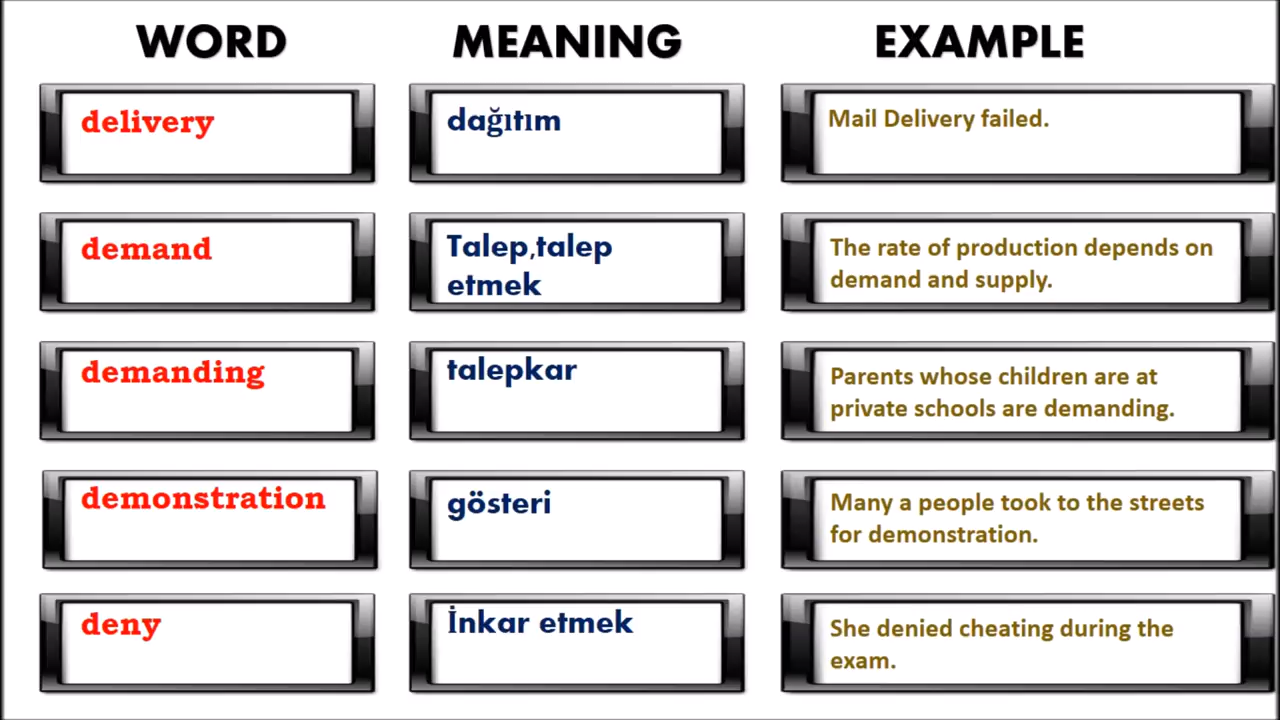 WORD MEANING EXAMPLE
delivery
dağıtım
Mail Delivery failed.
demand
Talep,talep
etmek
The rate of production depends on
demand and supply.
demanding
talepkar
Parents whose children are at
private schools are demanding.
demonstration
gösteri
Many a people took to the streets
for demonstration.
deny
İnkar etmek
She denied cheating during the
exam.